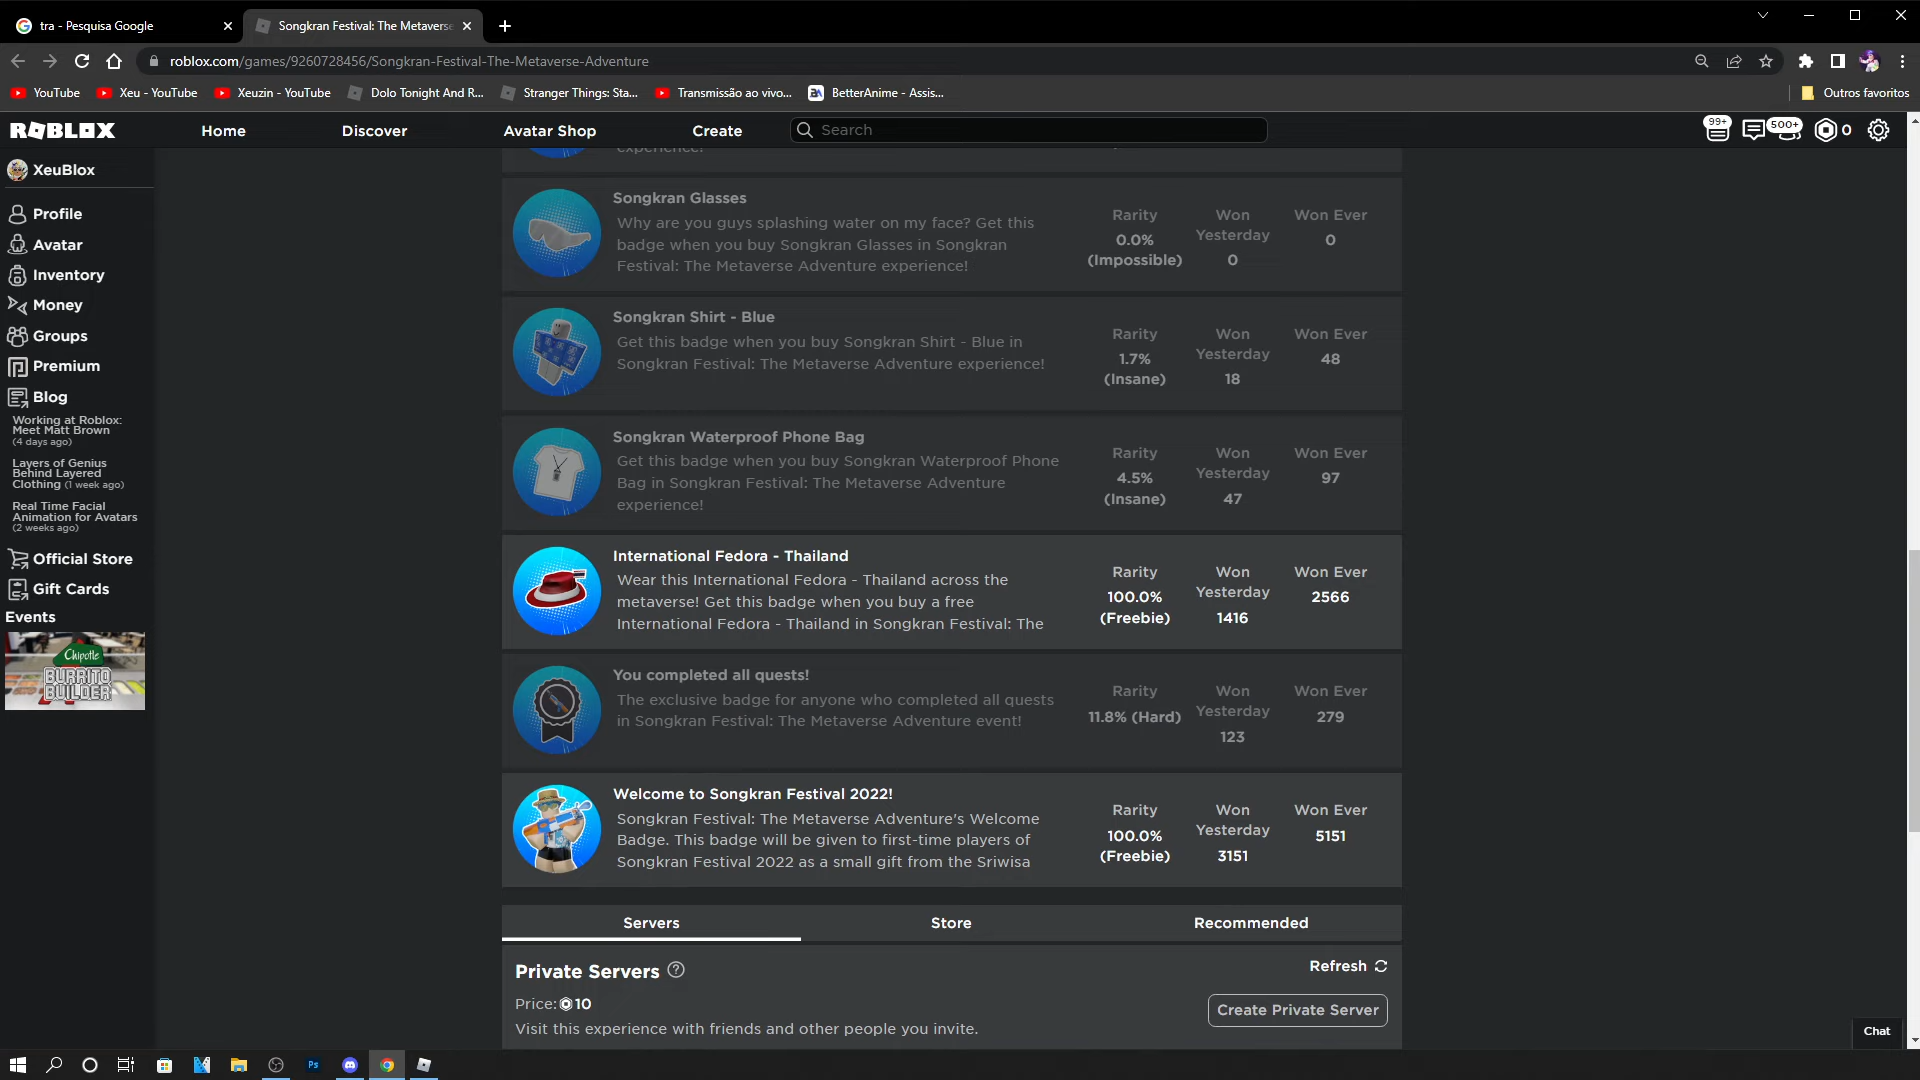 tra - Pesquisa Google
Songkran Festival: The Metaverse
roblox.com/games/9260728456/Songkran-Festival-The-Metaverse-Adventure
YouTube
Xeu - YouTube
Xeuzin - YouTube
Dolo Tonight And R...
Stranger Things: Sta...
Transmissão ao vivo...
BetterAnime - Assis...
Outros favoritos
ROBLOX
Home
Discover
Avatar Shop
Create
Search
99+
500+
0
XeuBlox
Profile
Avatar
Inventory
Money
Groups
Premium
Blog
Working at Roblox:
Meet Matt Brown
(4 days ago)
Layers of Genius
Behind Layered
Clothing (1 week ago)
Real Time Facial
Animation for Avatars
(2 weeks ago)
Official Store
Gift Cards
Events
Chipotle
BURRITO
BUILDER
experience!
Songkran Glasses
Why are you guys splashing water on my face? Get this
badge when you buy Songkran Glasses in Songkran
Festival: The Metaverse Adventure experience!
Rarity
0.0%
(Impossible)
Won
Yesterday
0
Won Ever
0
Songkran Shirt - Blue
Get this badge when you buy Songkran Shirt - Blue in
Songkran Festival: The Metaverse Adventure experience!
Rarity
1.7%
(Insane)
Won
Yesterday
18
Won Ever
48
Songkran Waterproof Phone Bag
Get this badge when you buy Songkran Waterproof Phone
Bag in Songkran Festival: The Metaverse Adventure
experience!
Rarity
4.5%
(Insane)
Won
Yesterday
47
Won Ever
97
International Fedora - Thailand
Wear this International Fedora - Thailand across the
metaverse! Get this badge when you buy a free
International Fedora - Thailand in Songkran Festival: The
Rarity
100.0%
(Freebie)
Won
Yesterday
1416
Won Ever
2566
You completed all quests!
The exclusive badge for anyone who completed all quests
in Songkran Festival: The Metaverse Adventure event!
Rarity
11.8% (Hard)
Won
Yesterday
123
Won Ever
279
Welcome to Songkran Festival 2022!
Songkran Festival: The Metaverse Adventure's Welcome
Badge. This badge will be given to first-time players of
Songkran Festival 2022 as a small gift from the Sriwisa
Rarity
100.0%
(Freebie)
Won
Yesterday
3151
Won Ever
5151
Servers
Store
Recommended
Private Servers
Refresh
Price: 10
Create Private Server
Visit this experience with friends and other people you invite.
Chat
Ps